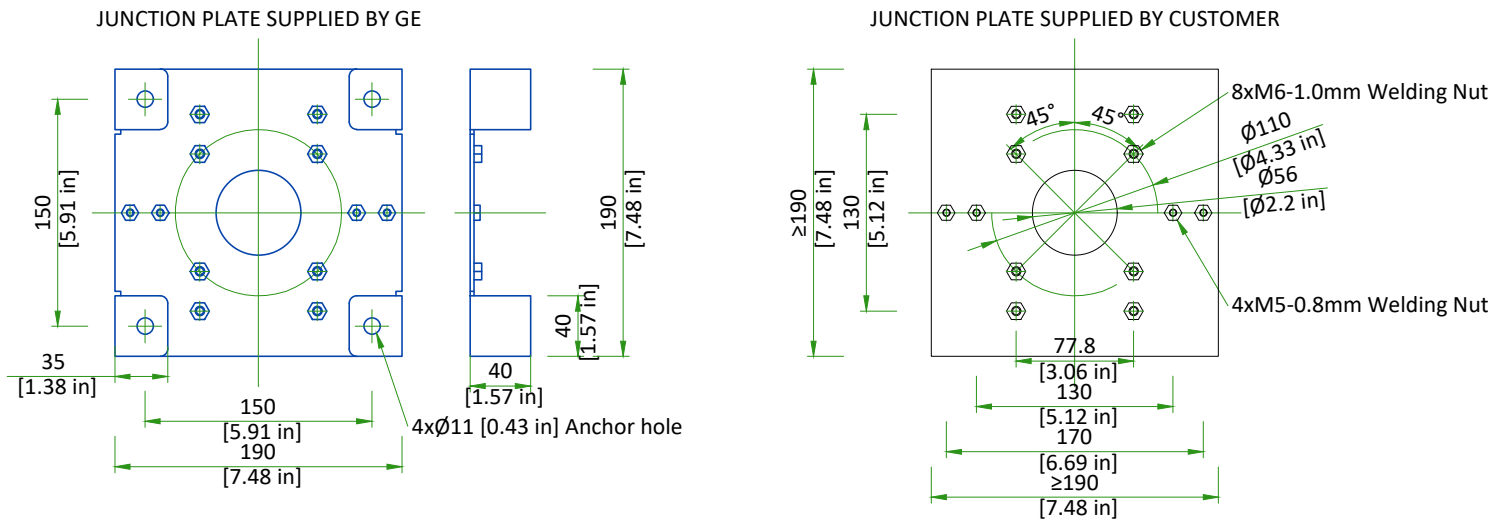 JUNCTION PLATE SUPPLIED BY GE
150
[5.91 in]
35
[1.38 in]
150
[5.91 in]
190
[7.48 in]
4xØ11 [0.43 in] Anchor hole
190
[7.48 in]
40
[1.57 in]
40
[1.57 in]
JUNCTION PLATE SUPPLIED BY CUSTOMER
≥190
[7.48 in]
130
[5.12 in]
45°
45°
8xM6-1.0mm Welding Nut
Ø110
[Ø4.33 in]
Ø56
[Ø2.2 in]
4xM5-0.8mm Welding Nut
77.8
[3.06 in]
130
[5.12 in]
170
[6.69 in]
≥190
[7.48 in]